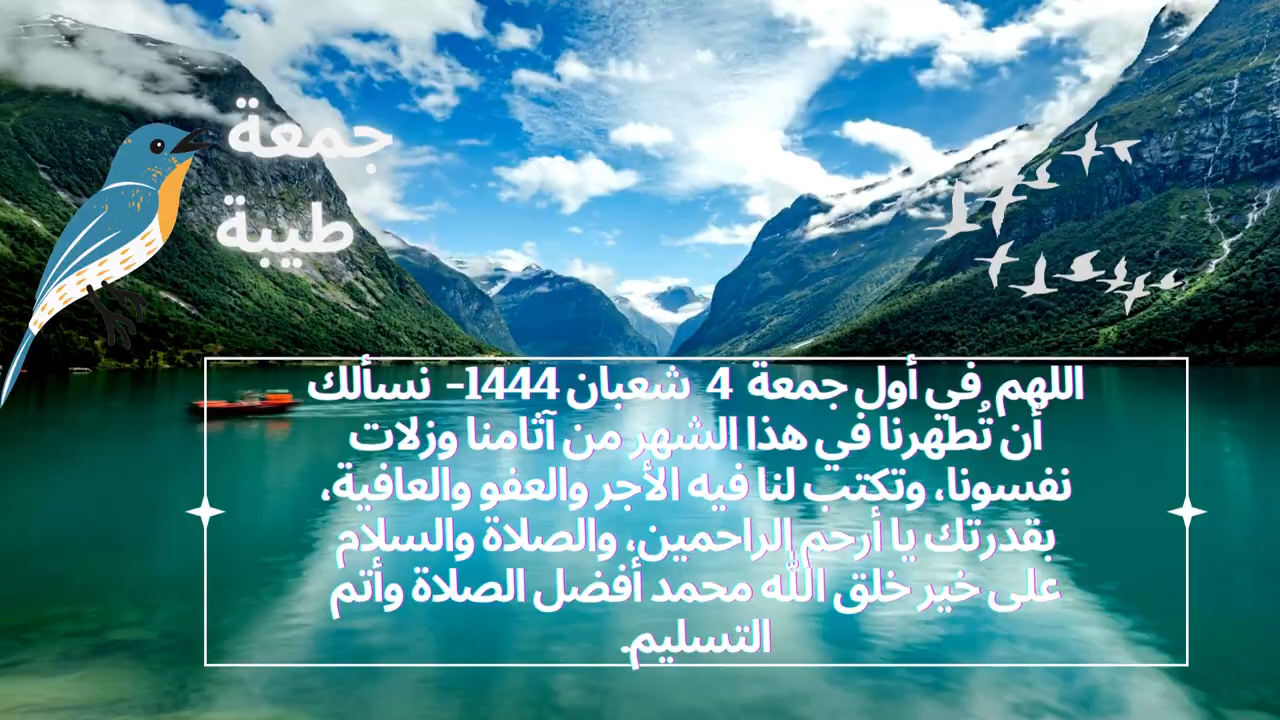 جمعة
طيبة
اللهم في أول جمعة 4 شعبان 1444- نسألك
أن تُطهرنا في هذا الشهر من آثامنا وزلات
نفسونا، وتكتب لنا فيه الأجر والعفو والعافية،
بقدرتك يا أرحم الراحمين، والصلاة والسلام
على خير خلق الله محمد أفضل الصلاة وأتم
التسليم.